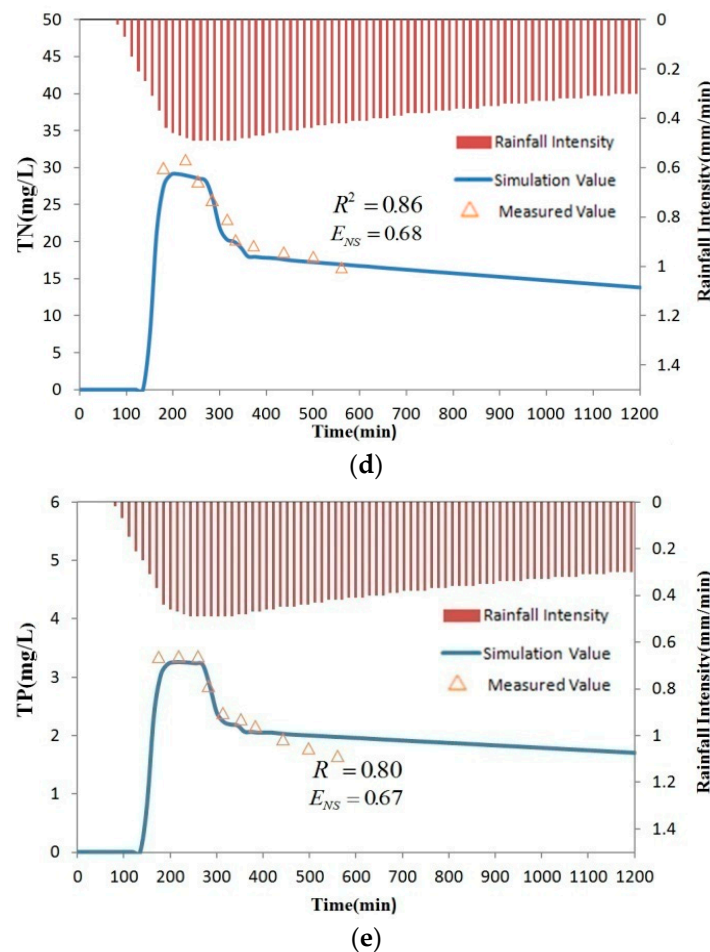 50
45
40
35
30
25
20
15
10
5
0
TN(mg/L)
0
0.2
0.4
0.6
0.8
1
1.2
1.4
Rainfall Intensity(mm/min)
Rainfall Intensity
Simulation Value
Measured Value
R² = 0.86
E_NS = 0.68
0 100 200 300 400 500 600 700 800 900 1000 1100 1200
Time(min)
(d)
6
5
4
3
2
1
0
TP(mg/L)
0
0.2
0.4
0.6
0.8
1
1.2
1.4
Rainfall Intensity(mm/min)
Rainfall Intensity
Simulation Value
Measured Value
R = 0.80
E_NS = 0.67
0 100 200 300 400 500 600 700 800 900 1000 1100 1200
Time(min)
(e)